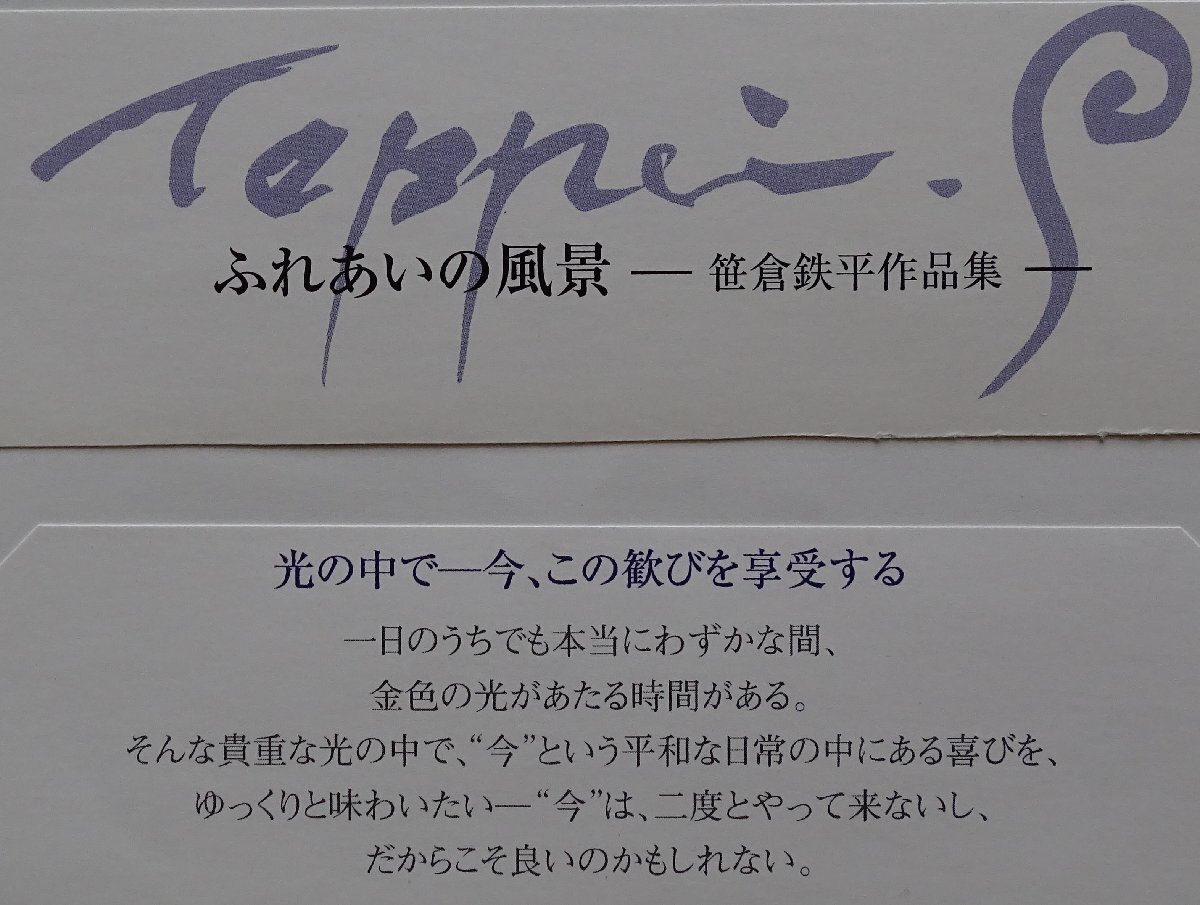 Teppei.S
ふれあいの風景 ― 笹倉鉄平作品集 ―
光の中で―今、この歓びを享受する
一日のうちでも本当にわずかな間、
金色の光があたる時間がある。
そんな貴重な光の中で、“今”という平和な日常の中にある喜びを、
ゆっくりと味わいたい―“今”は、二度とやって来ないし、
だからこそ良いのかもしれない。